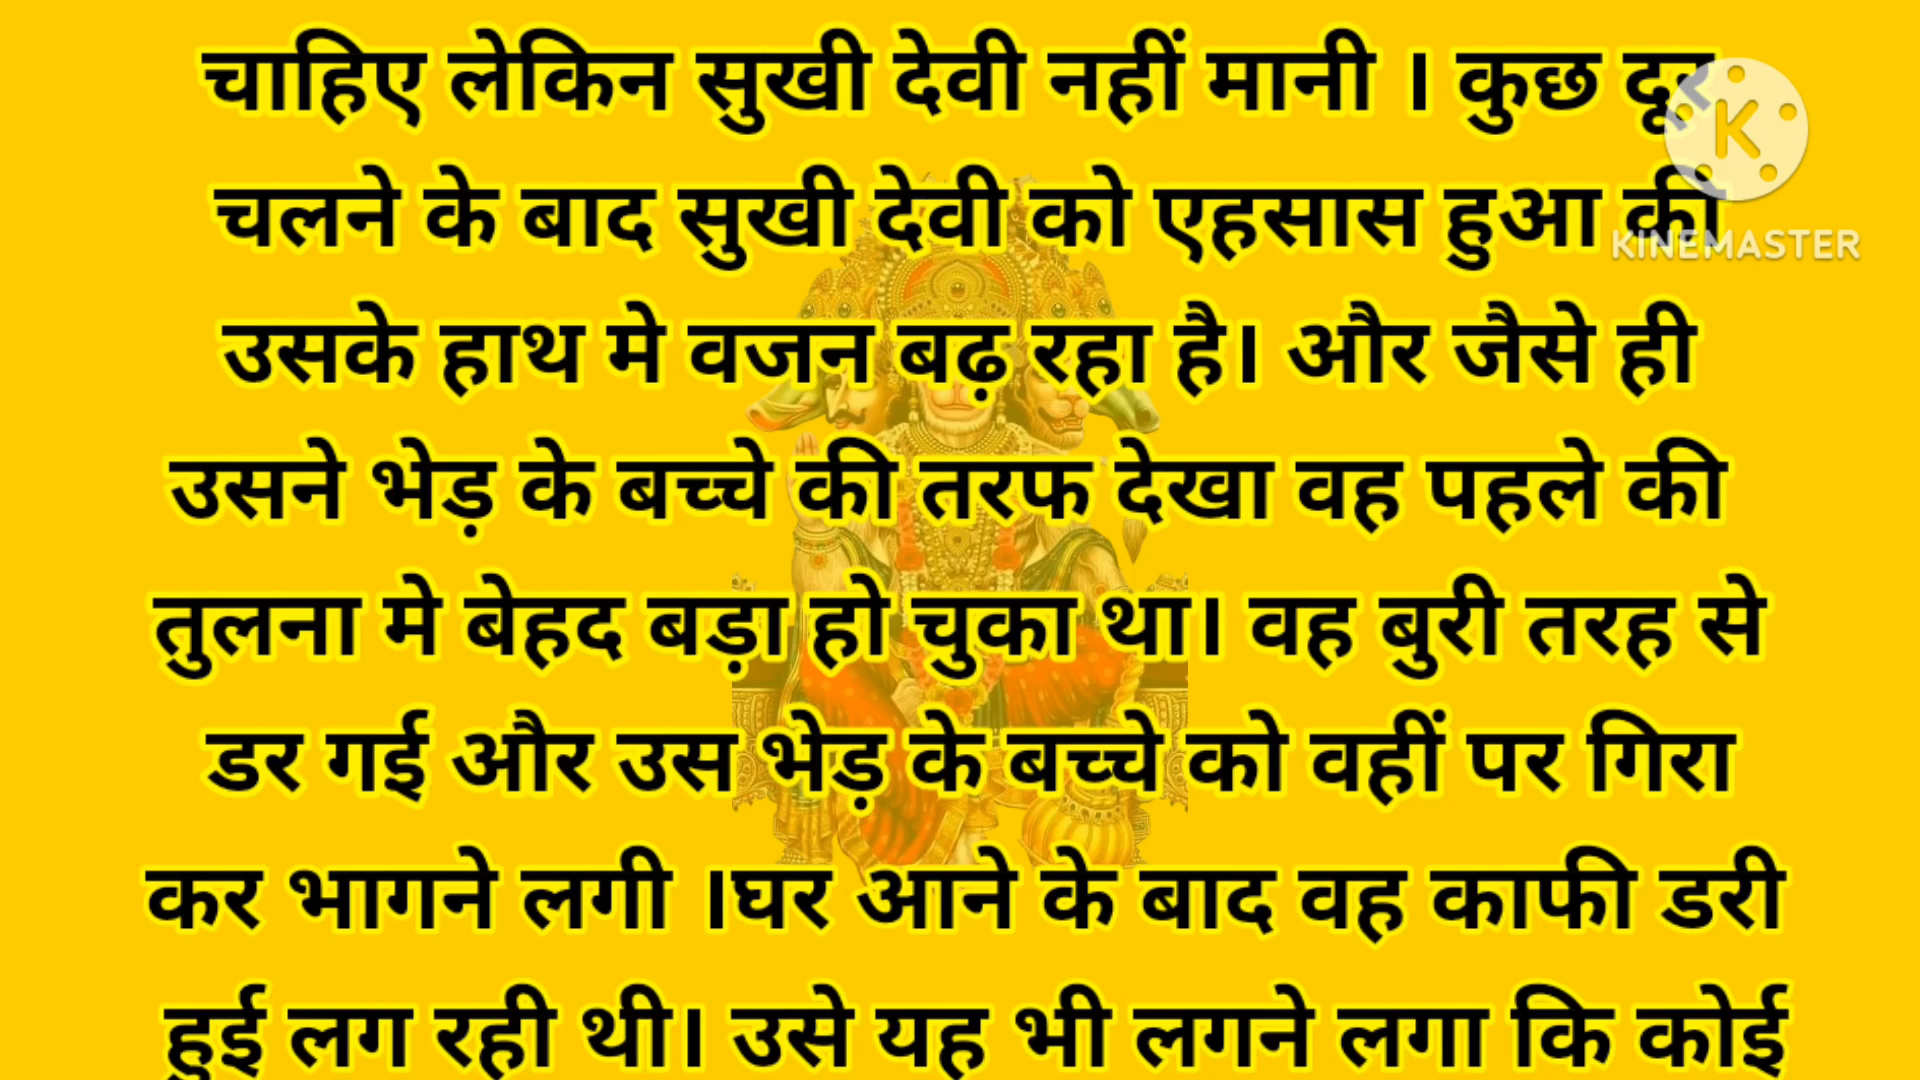 चाहिए लेकिन सुखी देवी नहीं मानी । कुछ दूर
चलने के बाद सुखी देवी को एहसास हुआ की
KINEMASTER
उसके हाथ मे वजन बढ़ रहा है। और जैसे ही
उसने भेड़ के बच्चे की तरफ देखा वह पहले की
तुलना मे बेहद बड़ा हो चुका था। वह बुरी तरह से
डर गई और उस भेड़ के बच्चे को वहीं पर गिरा
कर भागने लगी ।घर आने के बाद वह काफी डरी
हुई लग रही थी। उसे यह भी लगने लगा कि कोई